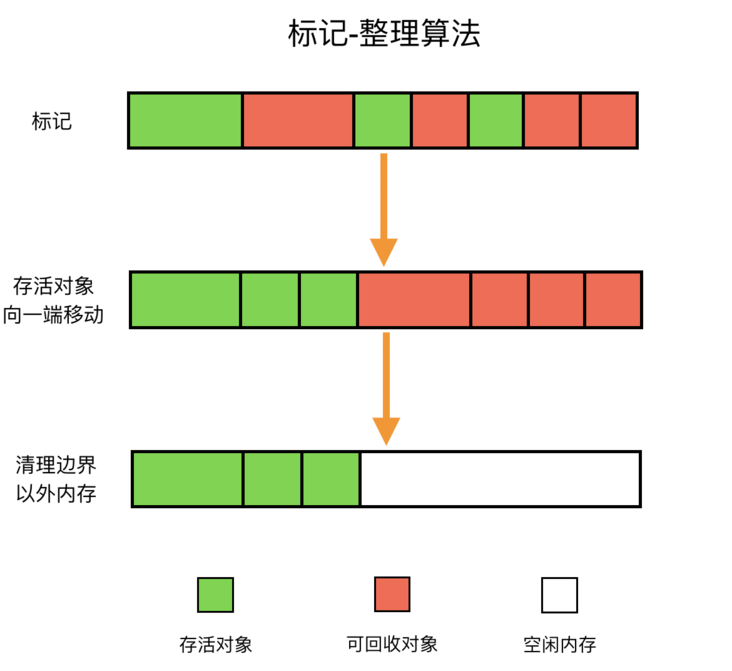 标记-整理算法
标记
存活对象
向一端移动
清理边界
以外内存
存活对象
可回收对象
空闲内存